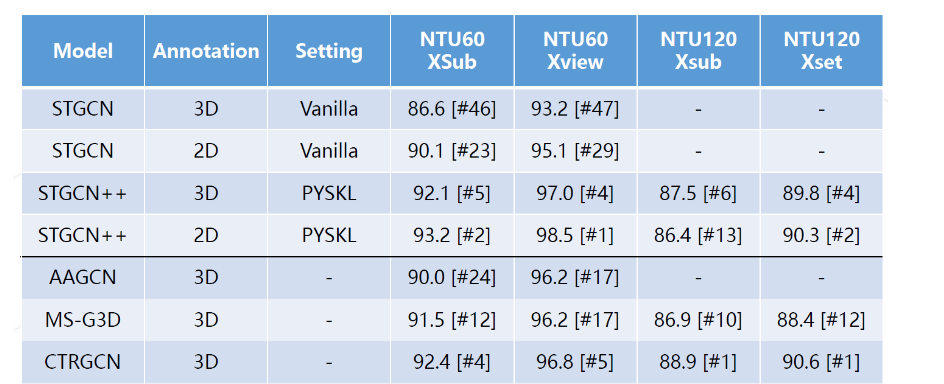 Model Annotation Setting NTU60 XSub NTU60 Xview NTU120 Xsub NTU120 Xset
STGCN 3D Vanilla 86.6 [#46] 93.2 [#47] - -
STGCN 2D Vanilla 90.1 [#23] 95.1 [#29] - -
STGCN++ 3D PYSKL 92.1 [#5] 97.0 [#4] 87.5 [#6] 89.8 [#4]
STGCN++ 2D PYSKL 93.2 [#2] 98.5 [#1] 86.4 [#13] 90.3 [#2]
AAGCN 3D - 90.0 [#24] 96.2 [#17] - -
MS-G3D 3D - 91.5 [#12] 96.2 [#17] 86.9 [#10] 88.4 [#12]
CTRGCN 3D - 92.4 [#4] 96.8 [#5] 88.9 [#1] 90.6 [#1]